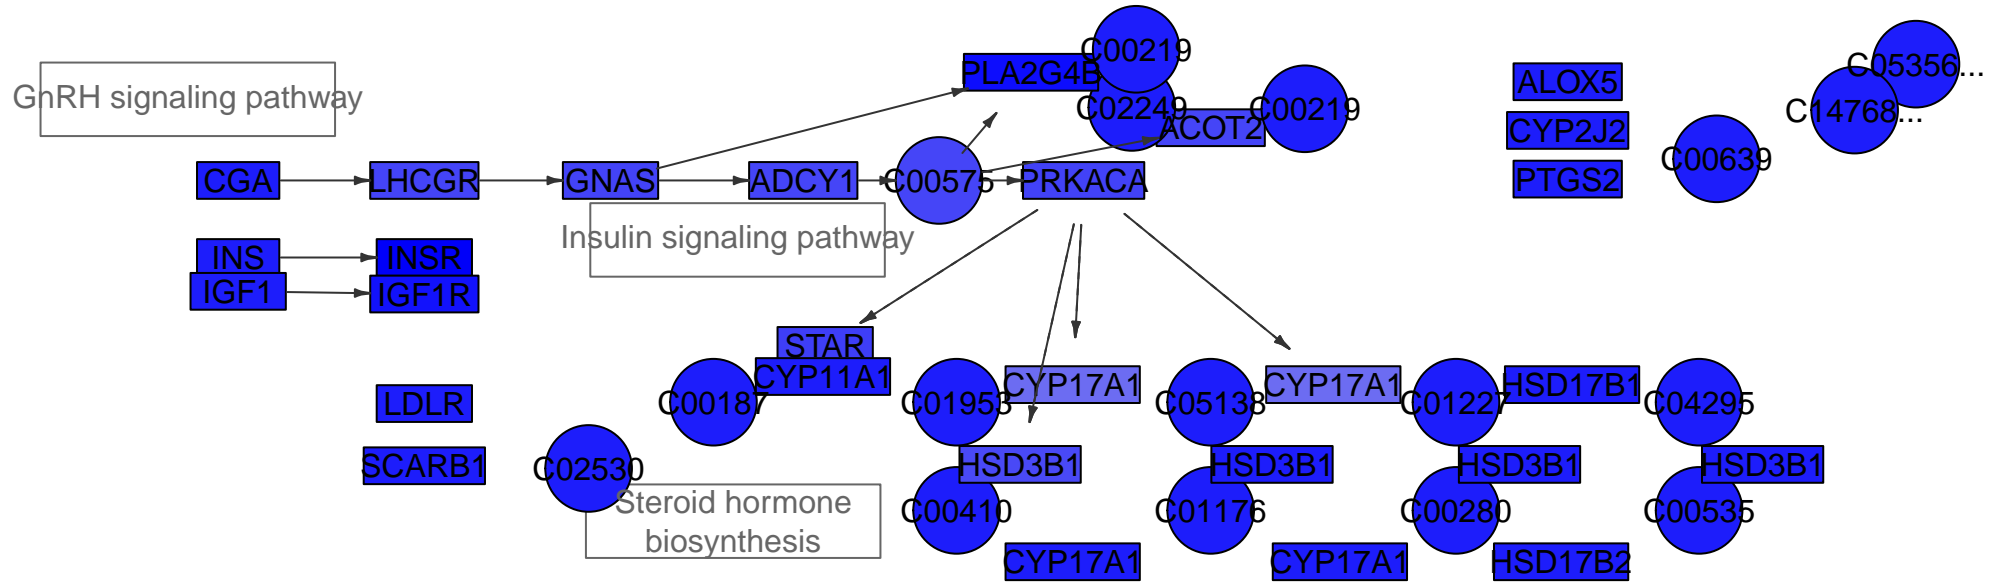 GnRH signaling pathway
PLA2G4B
C00219
C02249
ACOT2
C00219
ALOX5
CYP2J2
PTGS2
C00639
C14768...
C05356...
CGA
LHCGR
GNAS
ADCY1
C00575
PRKACA
Insulin signaling pathway
INS
INSR
IGF1
IGF1R
STAR
CYP11A1
C00187
C01953
CYP17A1
C05138
CYP17A1
C01227
HSD17B1
C04295
LDLR
SCARB1
C02530
HSD3B1
HSD3B1
HSD3B1
HSD3B1
Steroid hormone
biosynthesis
C00410
C01176
C00280
C00535
CYP17A1
CYP17A1
HSD17B2